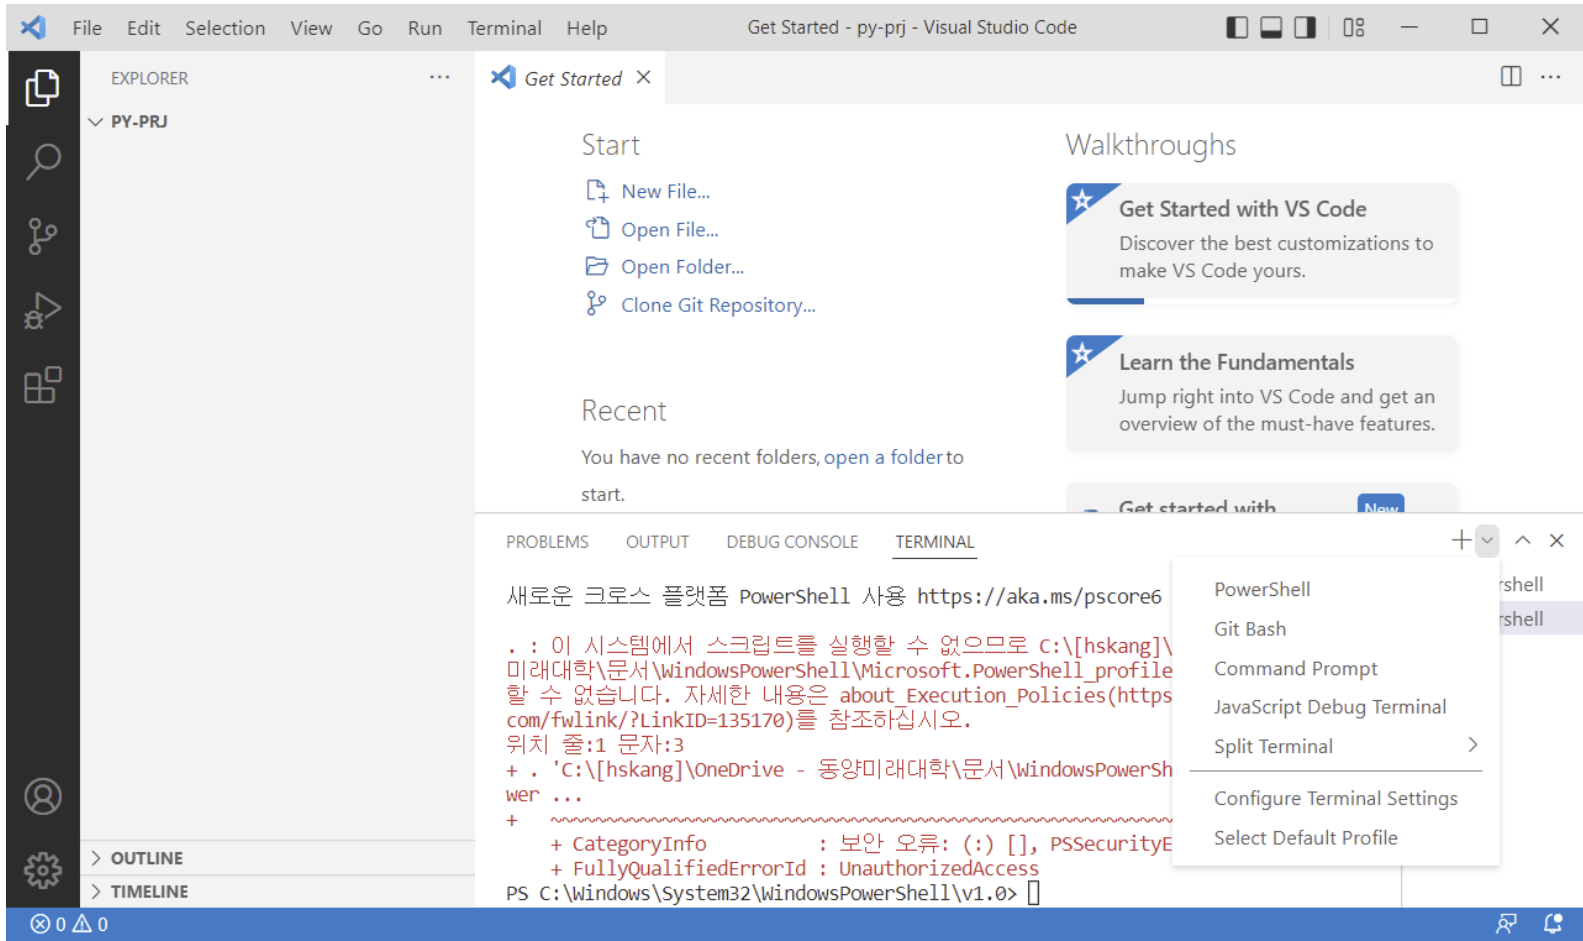 File Edit Selection View Go Run Terminal Help
Get Started - py-prj - Visual Studio Code
EXPLORER
PY-PRJ
OUTLINE
TIMELINE
Get Started
Start
New File...
Open File...
Open Folder...
Clone Git Repository...
Recent
You have no recent folders, open a folder to
start.
Walkthroughs
Get Started with VS Code
Discover the best customizations to
make VS Code yours.
Learn the Fundamentals
Jump right into VS Code and get an
overview of the must-have features.
Get started with
New
PROBLEMS OUTPUT DEBUG CONSOLE TERMINAL
새로운 크로스 플랫폼 PowerShell 사용 https://aka.ms/pscore6
. : 이 시스템에서 스크립트를 실행할 수 없으므로 C:\[hskang]\
미래대학\문서\WindowsPowerShell\Microsoft.PowerShell_profile
할 수 없습니다. 자세한 내용은 about_Execution_Policies(https
com/fwlink/?LinkID=135170)를 참조하십시오.
위치 줄:1 문자:3
+ . 'C:\[hskang]\OneDrive - 동양미래대학\문서\WindowsPowerSh
wer ...
+ ~~~~~~~~~~~~~~~~~~~~~~~~~~~~~~~~~~~~~~~~~~~~~~~~~~~~~~~~
+ CategoryInfo : 보안 오류: (:) [], PSSecurityE
+ FullyQualifiedErrorId : UnauthorizedAccess
PS C:\Windows\System32\WindowsPowerShell\v1.0>
PowerShell
Git Bash
Command Prompt
JavaScript Debug Terminal
Split Terminal
Configure Terminal Settings
Select Default Profile
rshell
rshell
0 0